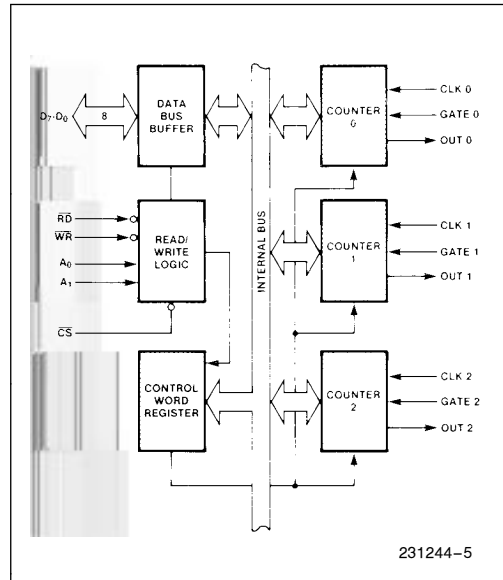 DATA
BUS
BUFFER
D7-D0
8
RD
WR
A0
A1
CS
READ/
WRITE
LOGIC
CONTROL
WORD
REGISTER
INTERNAL BUS
COUNTER
0
CLK 0
GATE 0
OUT 0
COUNTER
1
CLK 1
GATE 1
OUT 1
COUNTER
2
CLK 2
GATE 2
OUT 2
231244–5